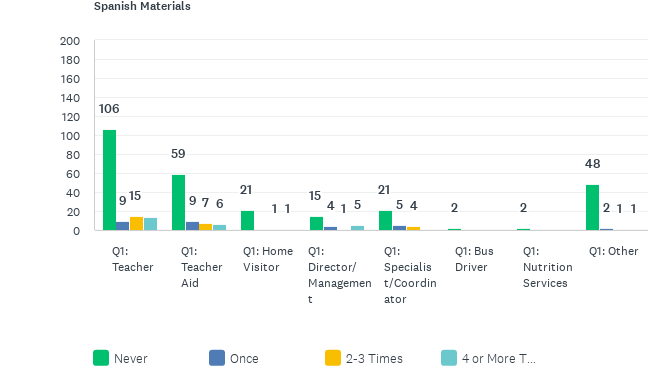 Spanish Materials
200
180
160
140
120
100
80
60
40
20
0
106
9
15
59
9
7
6
21
1
1
15
4
1
5
21
5
4
2
2
48
2
1
1
Q1:
Teacher
Q1:
Teacher
Aid
Q1: Home
Visitor
Q1:
Director/
Managemen
t
Q1:
Specialis
t/Coordin
ator
Q1: Bus
Driver
Q1:
Nutrition
Services
Q1: Other
Never
Once
2-3 Times
4 or More T...